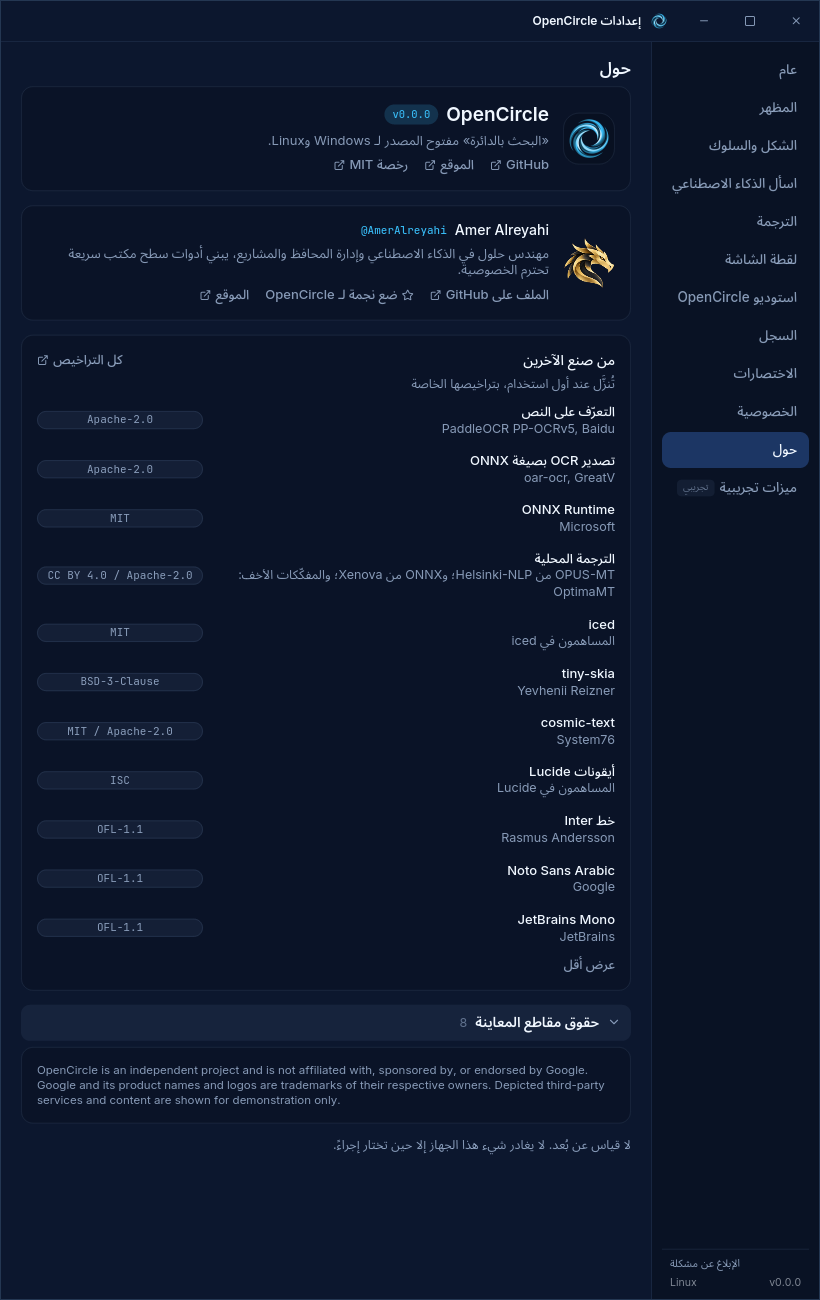 إعدادات OpenCircle
عام
المظهر
الشكل والسلوك
اسأل الذكاء الاصطناعي
الترجمة
لقطة الشاشة
استوديو OpenCircle
السجل
الاختصارات
الخصوصية
حول
ميزات تجريبية تجريبي
الإبلاغ عن مشكلة
v0.0.0 Linux
حول
OpenCircle v0.0.0
«البحث بالدائرة» مفتوح المصدر لـ Windows وLinux.
GitHub الموقع رخصة MIT
Amer Alreyahi @AmerAlreyahi
مهندس حلول في الذكاء الاصطناعي وإدارة المحافظ والمشاريع، يبني أدوات سطح مكتب سريعة
تحترم الخصوصية.
الملف على GitHub ضع نجمة لـ OpenCircle الموقع
من صنع الآخرين كل التراخيص
تُنزَّل عند أول استخدام، بتراخيصها الخاصة
التعرّف على النص
PaddleOCR PP-OCRv5, Baidu
Apache-2.0
تصدير OCR بصيغة ONNX
oar-ocr, GreatV
Apache-2.0
ONNX Runtime
Microsoft
MIT
الترجمة المحلية
OPUS-MT من Helsinki-NLP؛ وONNX من Xenova؛ والمفكّكات الأخف:
OptimaMT
CC BY 4.0 / Apache-2.0
iced
المساهمون في iced
MIT
tiny-skia
Yevhenii Reizner
BSD-3-Clause
cosmic-text
System76
MIT / Apache-2.0
أيقونات Lucide
المساهمون في Lucide
ISC
خط Inter
Rasmus Andersson
OFL-1.1
Noto Sans Arabic
Google
OFL-1.1
JetBrains Mono
JetBrains
OFL-1.1
عرض أقل
حقوق مقاطع المعاينة 8
OpenCircle is an independent project and is not affiliated with, sponsored by, or endorsed by Google.
Google and its product names and logos are trademarks of their respective owners. Depicted third-party
services and content are shown for demonstration only.
لا قياس عن بُعد. لا يغادر شيء هذا الجهاز إلا حين تختار إجراءً.